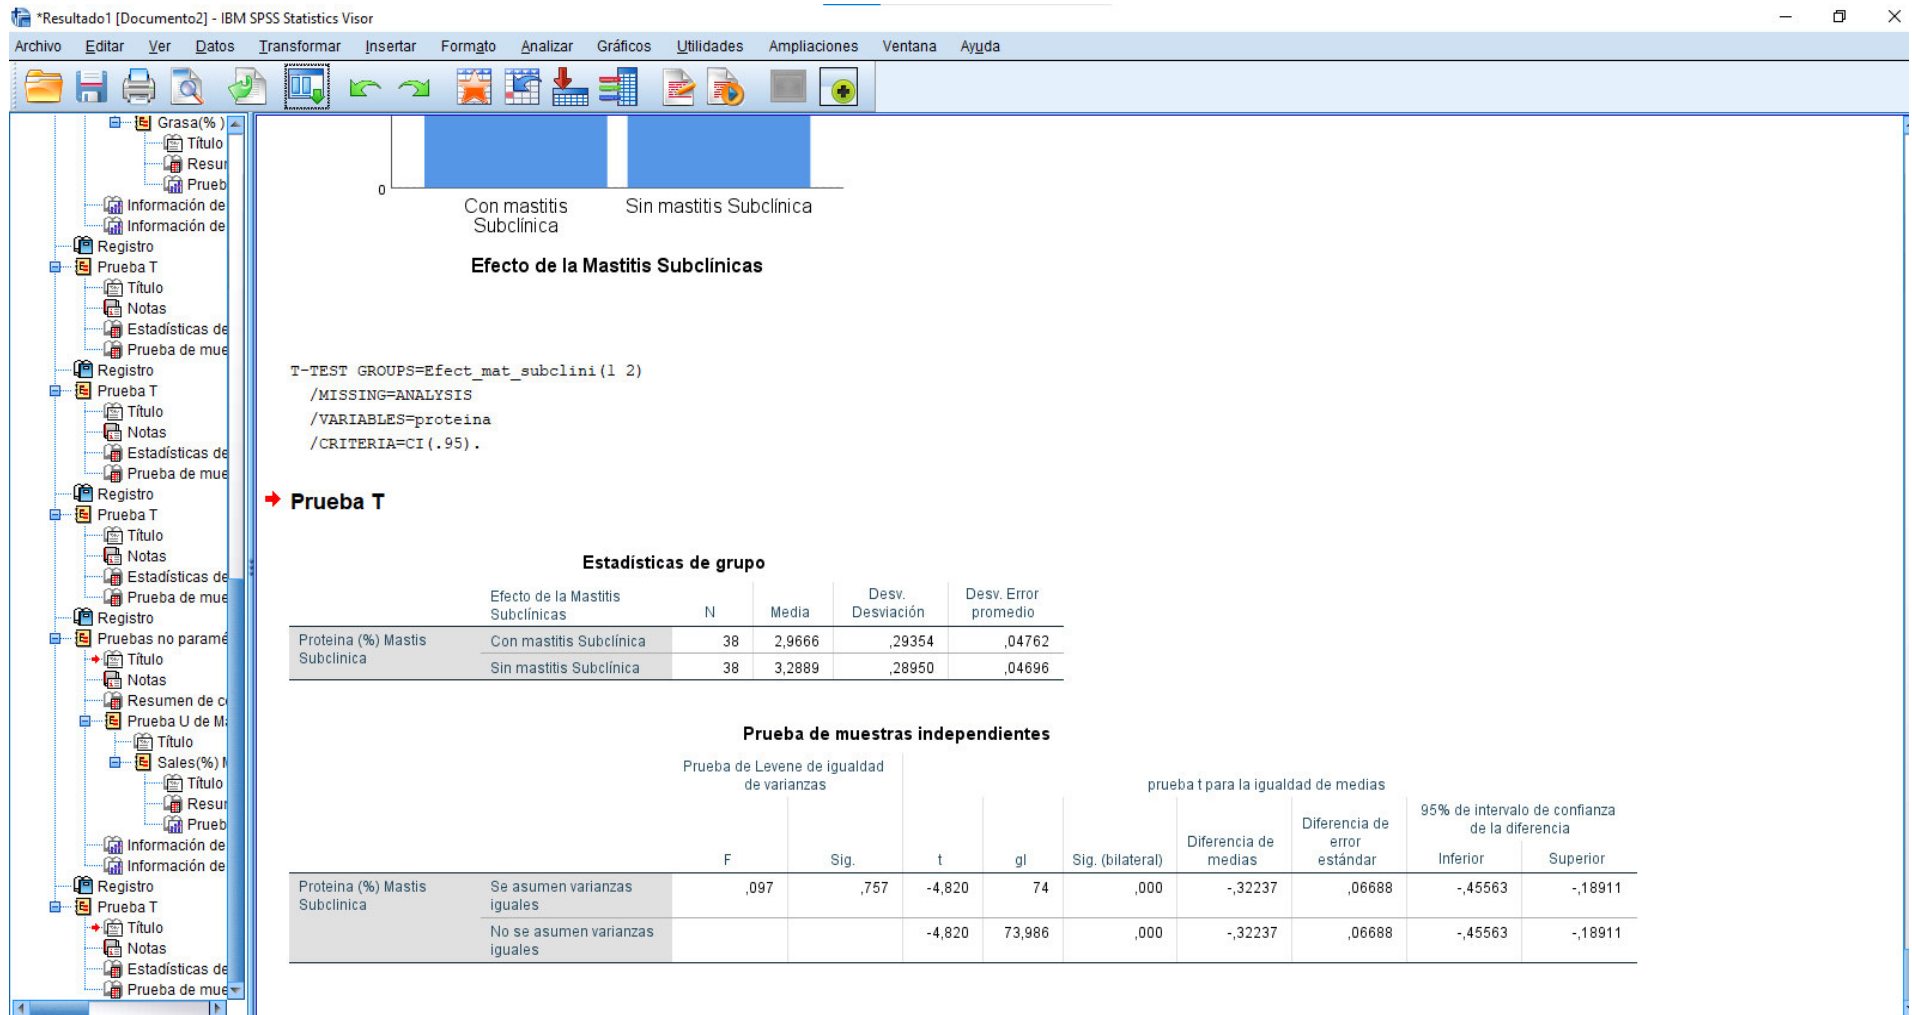 *Resultado1 [Documento2] - IBM SPSS Statistics Visor
Archivo Editar Ver Datos Transformar Insertar Formato Analizar Gráficos Utilidades Ampliaciones Ventana Ayuda
Grasa(% )
Título
Resur
Prueb
Información de
Información de
Registro
Prueba T
Título
Notas
Estadísticas de
Prueba de mue
Registro
Prueba T
Título
Notas
Estadísticas de
Prueba de mue
Registro
Prueba T
Título
Notas
Estadísticas de
Prueba de mue
Registro
Pruebas no paramé
Título
Notas
Resumen de co
Prueba U de Ma
Título
Sales(%) M
Título
Resur
Prueb
Información de
Información de
Registro
Prueba T
Título
Notas
Estadísticas de
Prueba de mue
0
Con mastitis Sin mastitis Subclínica
Subclínica
Efecto de la Mastitis Subclínicas
T-TEST GROUPS=Efect_mat_subclini(1 2)
/MISSING=ANALYSIS
/VARIABLES=proteina
/CRITERIA=CI(.95).
Prueba T
Estadísticas de grupo
Efecto de la Mastitis
Subclínicas
N
Media
Desv.
Desviación
Desv. Error
promedio
Proteina (%) Mastis
Subclinica
Con mastitis Subclínica 38 2,9666 ,29354 ,04762
Sin mastitis Subclínica 38 3,2889 ,28950 ,04696
Prueba de muestras independientes
Prueba de Levene de igualdad
de varianzas
prueba t para la igualdad de medias
F
Sig.
t
gl
Sig. (bilateral)
Diferencia de
medias
Diferencia de
error
estándar
95% de intervalo de confianza
de la diferencia
Inferior
Superior
Proteina (%) Mastis
Subclinica
Se asumen varianzas
iguales
,097 ,757 -4,820 74 ,000 -,32237 ,06688 -,45563 -,18911
No se asumen varianzas
iguales
-4,820 73,986 ,000 -,32237 ,06688 -,45563 -,18911